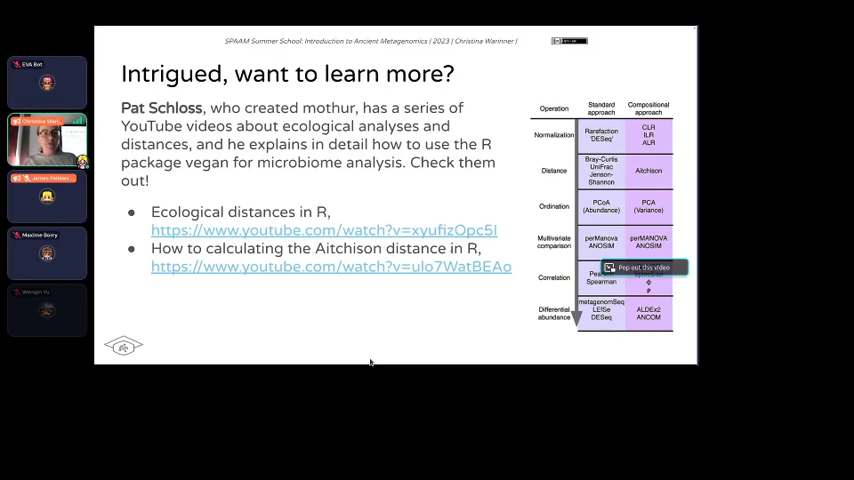 SPAAM Summer School: Introduction to Ancient Metagenomics | 2023 | Christina Warinner |
EVA Bot
Christina War...
James Fellows ...
Maxime Borry
Wenqin Yu
Intrigued, want to learn more?
Pat Schloss, who created mothur, has a series of
YouTube videos about ecological analyses and
distances, and he explains in detail how to use the R
package vegan for microbiome analysis. Check them
out!
● Ecological distances in R,
https://www.youtube.com/watch?v=xyufizOpc5I
● How to calculating the Aitchison distance in R,
https://www.youtube.com/watch?v=ulo7WatBEAo
Operation Standard approach Compositional approach
Normalization Rarefaction 'DESeq' CLR ILR ALR
Distance Bray-Curtis UniFrac Jenson-Shannon Aitchison
Ordination PCoA (Abundance) PCA (Variance)
Multivariate comparison perManova ANOSIM perMANOVA ANOSIM
Correlation Spearman ϕ ρ
Pop out this video
Differential abundance metagenomSeq LEfSe DESeq ALDEx2 ANCOM